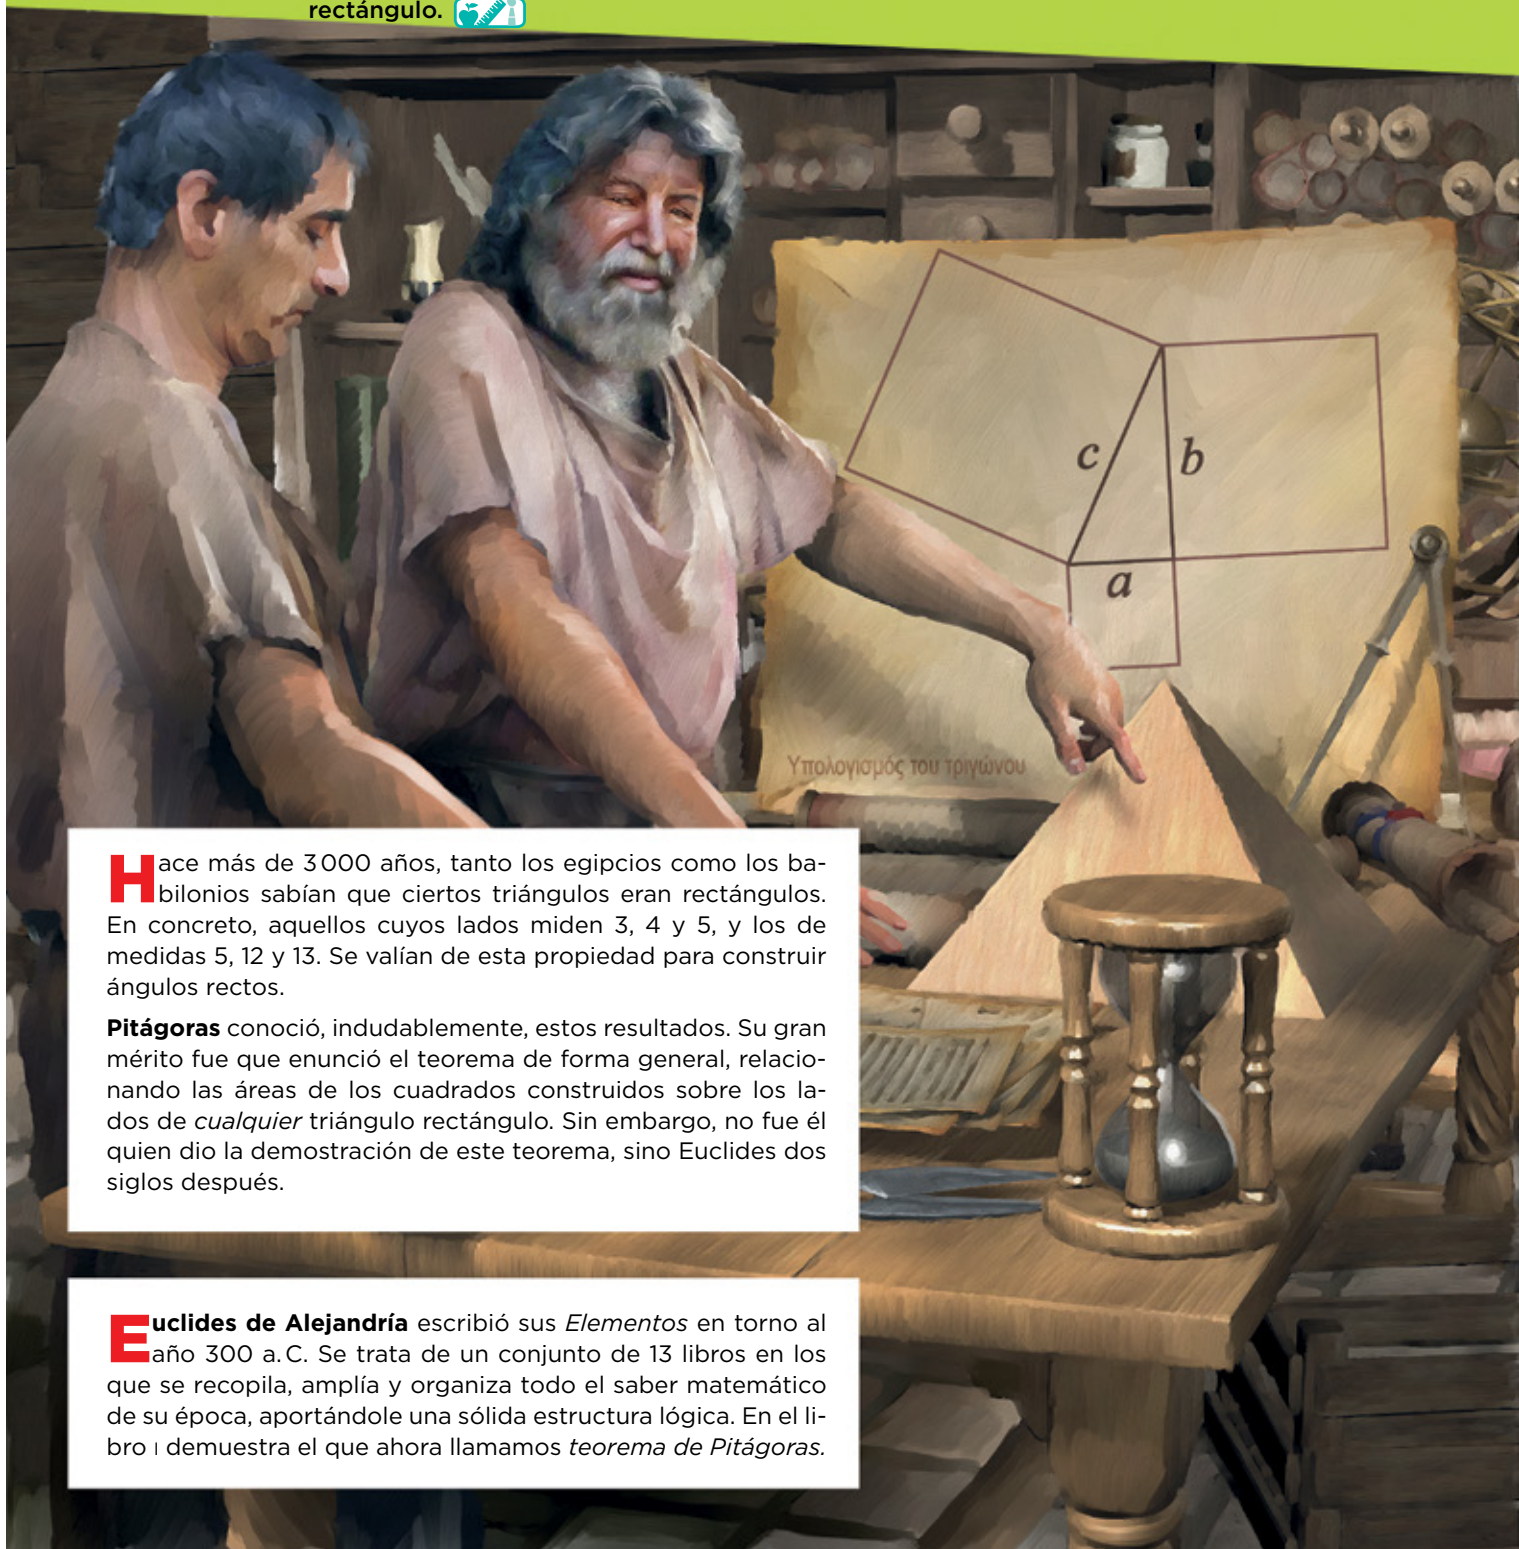 rectángulo.
c
b
a
Υπολογισμός του τριγώνου
Hace más de 3 000 años, tanto los egipcios como los ba-
bilonios sabían que ciertos triángulos eran rectángulos.
En concreto, aquellos cuyos lados miden 3, 4 y 5, y los de
medidas 5, 12 y 13. Se valían de esta propiedad para construir
ángulos rectos.
Pitágoras conoció, indudablemente, estos resultados. Su gran
mérito fue que enunció el teorema de forma general, relacio-
nando las áreas de los cuadrados construidos sobre los la-
dos de cualquier triángulo rectángulo. Sin embargo, no fue él
quien dio la demostración de este teorema, sino Euclides dos
siglos después.
Euclides de Alejandría escribió sus Elementos en torno al
año 300 a. C. Se trata de un conjunto de 13 libros en los
que se recopila, amplía y organiza todo el saber matemático
de su época, aportándole una sólida estructura lógica. En el li-
bro I demuestra el que ahora llamamos teorema de Pitágoras.